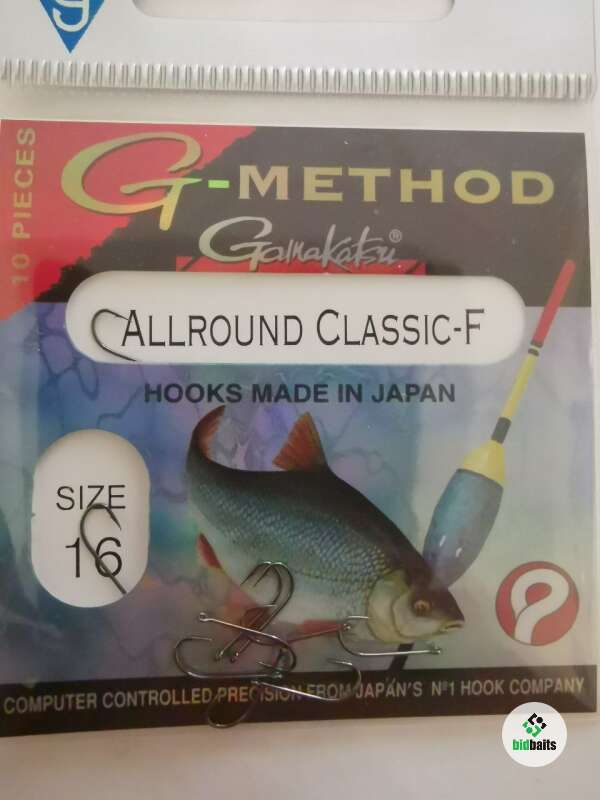 10 PIECES
G-METHOD
Gamakatsu®
ALLROUND CLASSIC-F
HOOKS MADE IN JAPAN
SIZE
16
COMPUTER CONTROLLED PRECISION FROM JAPAN'S Nº1 HOOK COMPANY
bidbaits